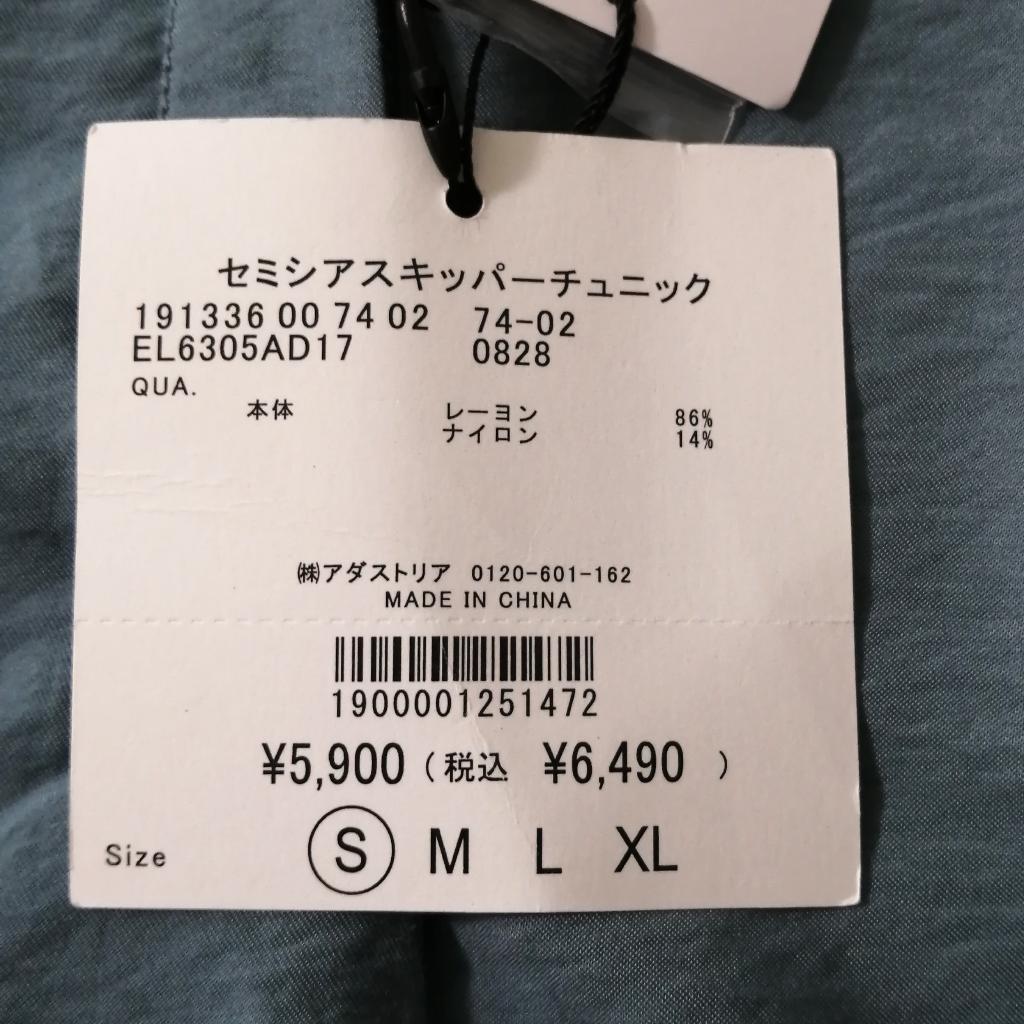 セミシアスキッパーチュニック
191336 00 74 02 74-02
EL6305AD17 0828
QUA.
本体 レーヨン 86%
ナイロン 14%
㈱アダストリア 0120-601-162
MADE IN CHINA
1900001251472
¥5,900 (税込 ¥6,490 )
Size S M L XL